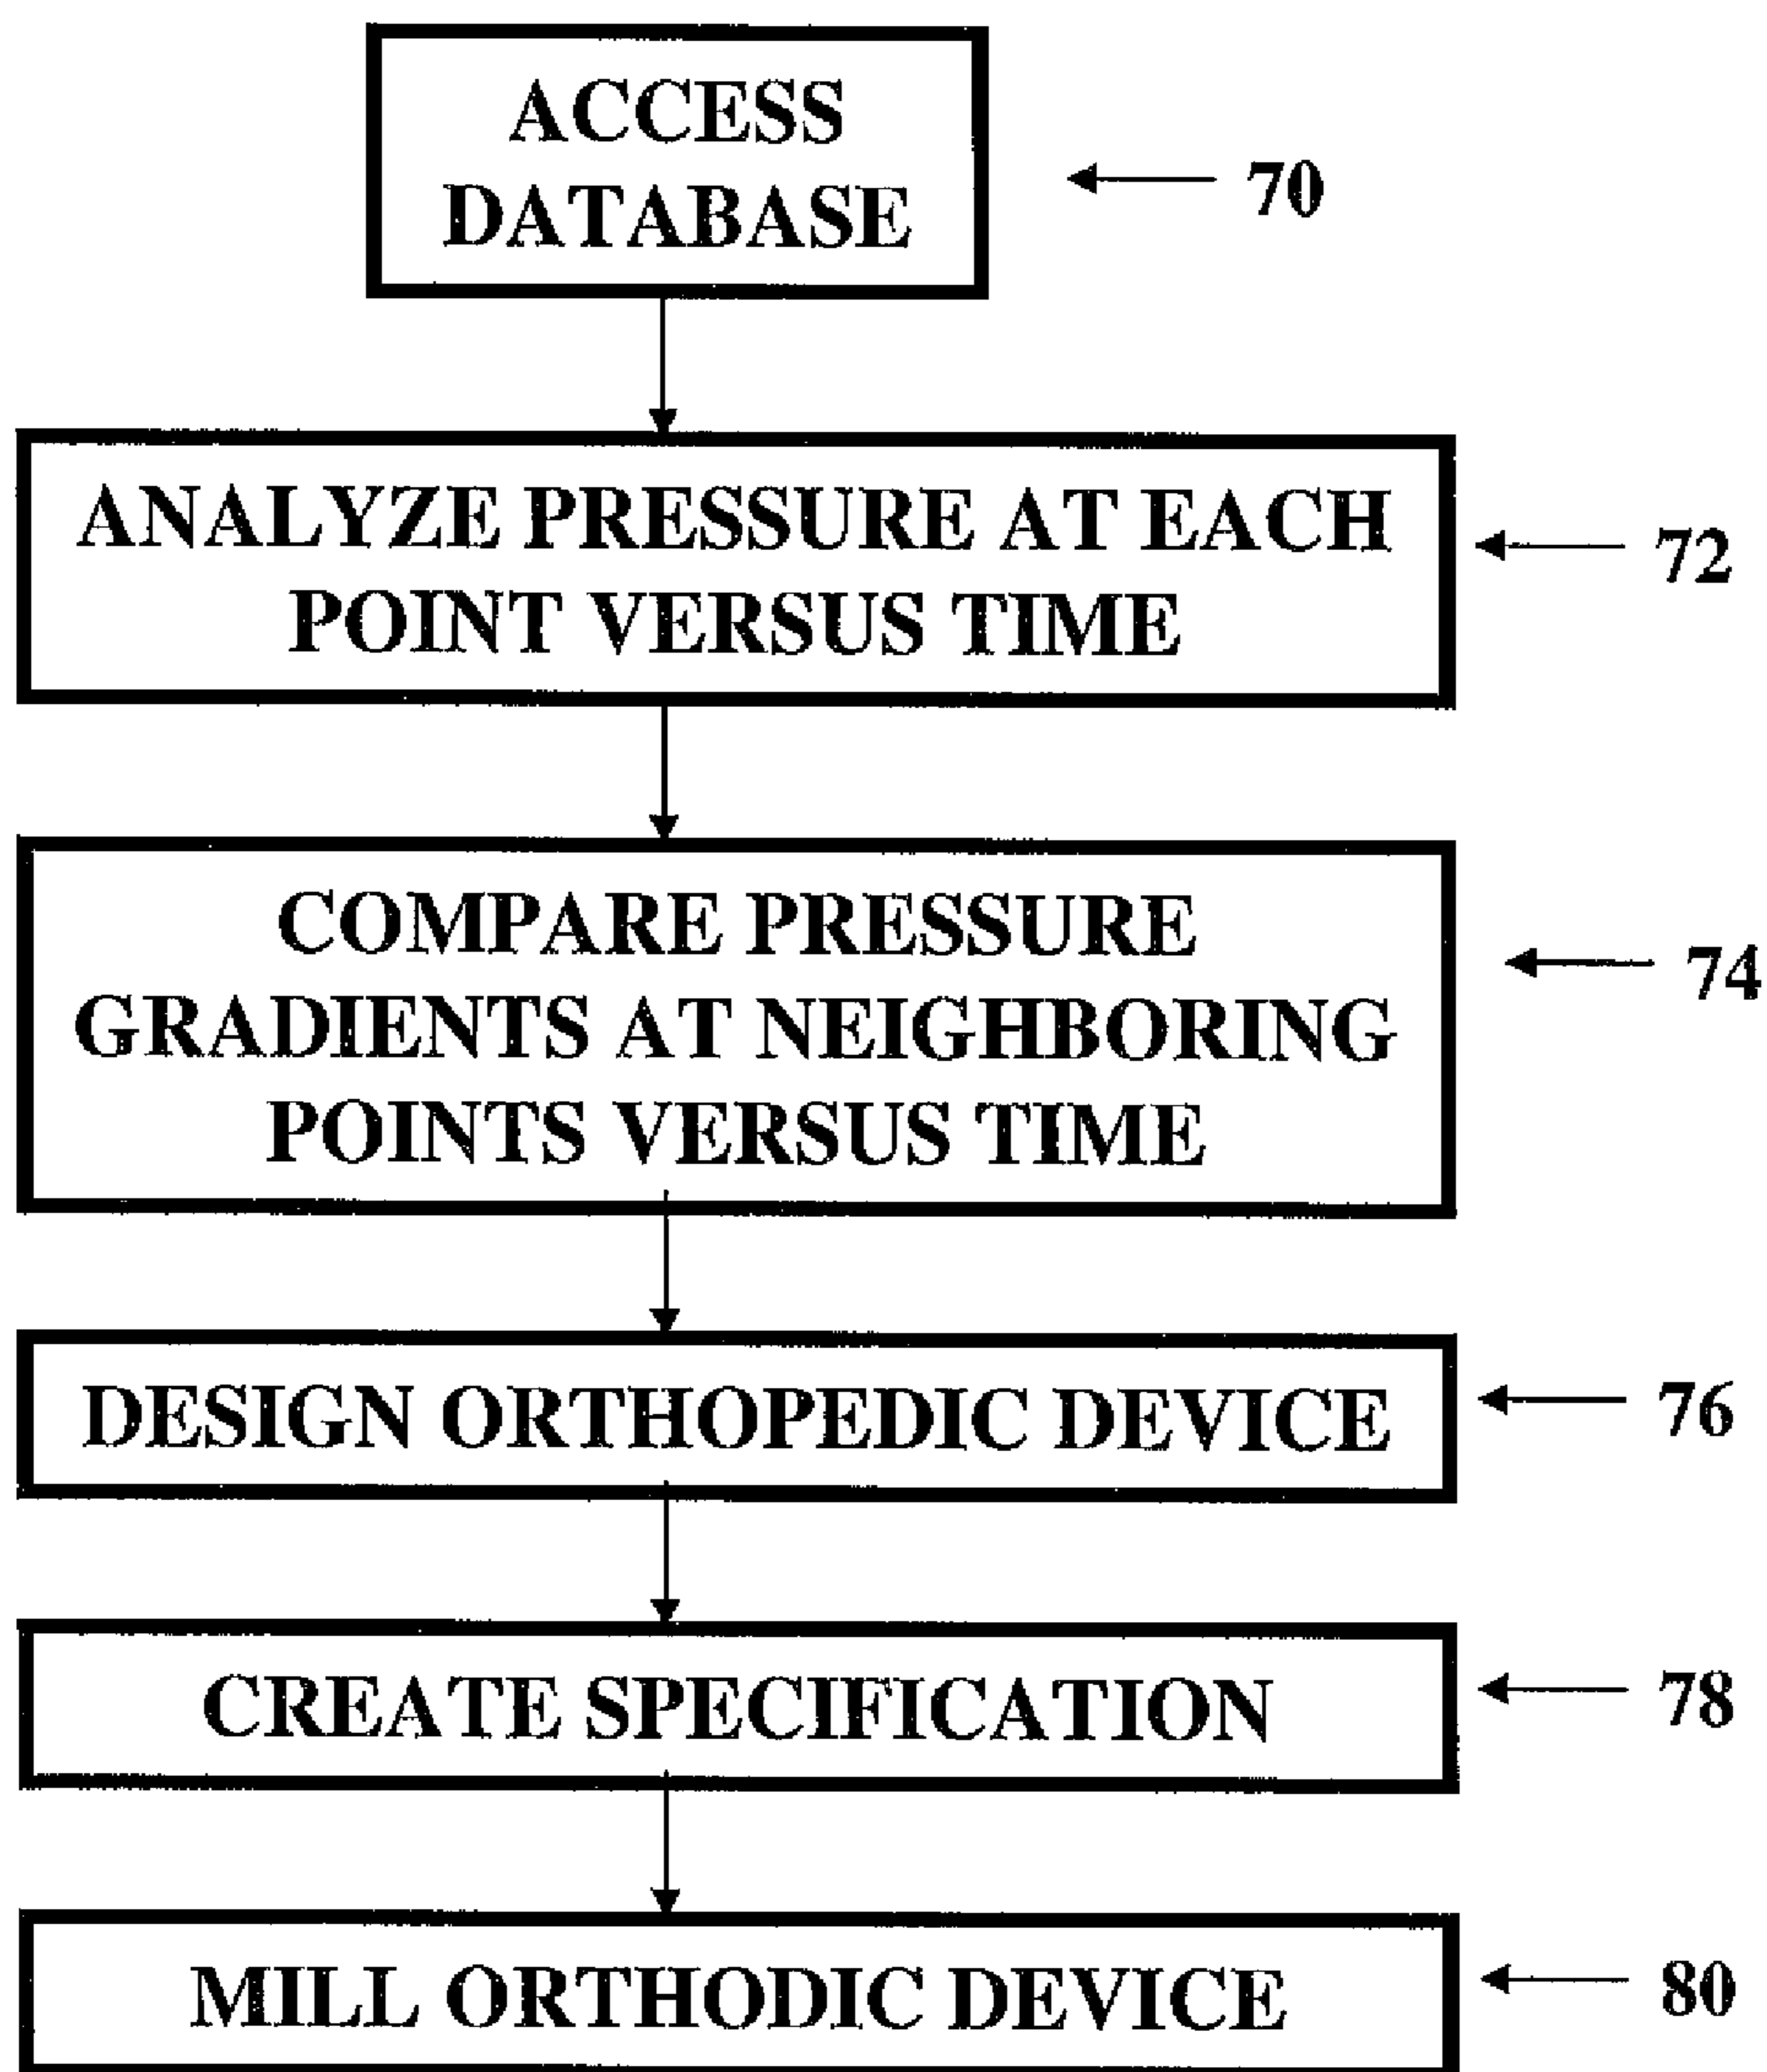 ACCESS
DATABASE
70
ANALYZE PRESSURE AT EACH
POINT VERSUS TIME
72
COMPARE PRESSURE
GRADIENTS AT NEIGHBORING
POINTS VERSUS TIME
74
DESIGN ORTHOPEDIC DEVICE
76
CREATE SPECIFICATION
78
MILL ORTHODIC DEVICE
80